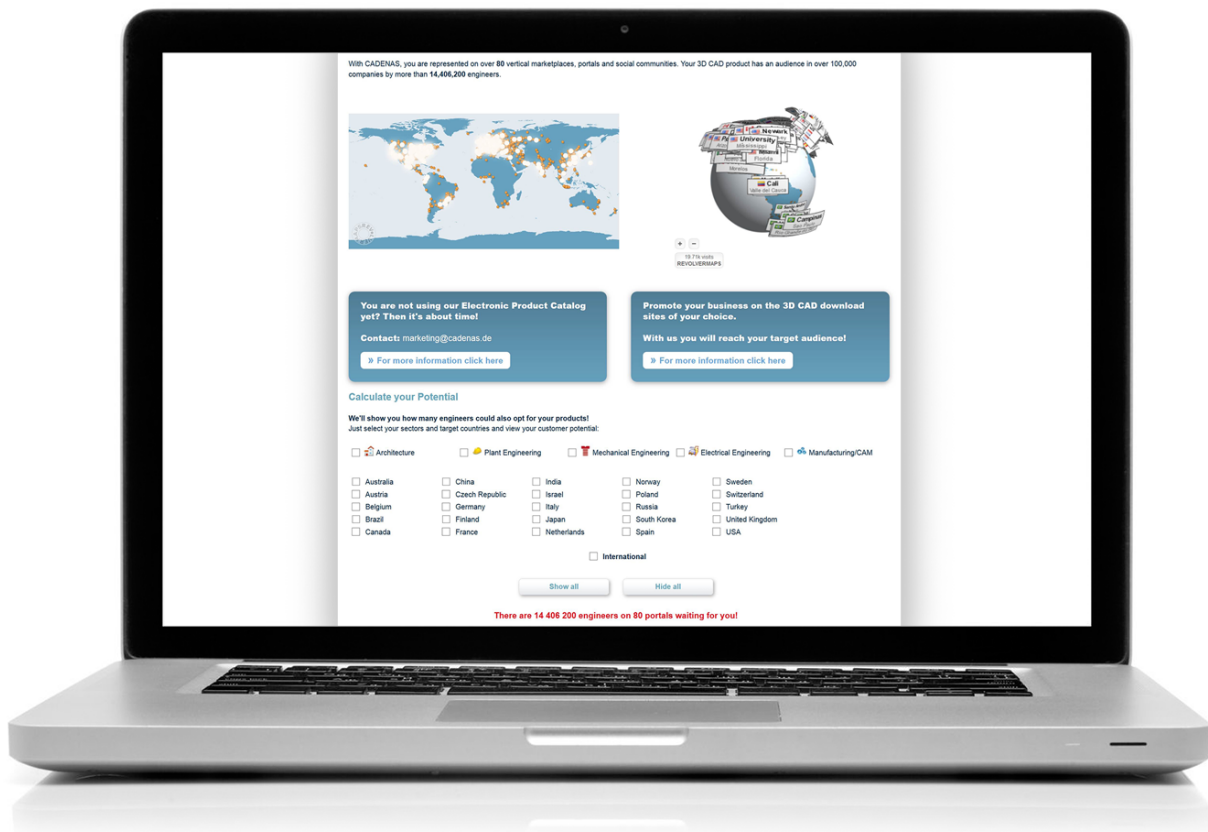 With CADENAS, you are represented on over 80 vertical marketplaces, portals and social communities. Your 3D CAD product has an audience in over 100,000
companies by more than 14,406,200 engineers.
Newark
University
Mississippi
Florida
Morelos
Cali
Valle del Cauca
Campinas
+ −
19.71k visits
REVOLVERMAPS
You are not using our Electronic Product Catalog
yet? Then it's about time!
Contact: marketing@cadenas.de
» For more information click here
Promote your business on the 3D CAD download
sites of your choice.
With us you will reach your target audience!
» For more information click here
Calculate your Potential
We'll show you how many engineers could also opt for your products!
Just select your sectors and target countries and view your customer potential:
Architecture Plant Engineering Mechanical Engineering Electrical Engineering Manufacturing/CAM
Australia China India Norway Sweden
Austria Czech Republic Israel Poland Switzerland
Belgium Germany Italy Russia Turkey
Brazil Finland Japan South Korea United Kingdom
Canada France Netherlands Spain USA
International
Show all Hide all
There are 14 406 200 engineers on 80 portals waiting for you!